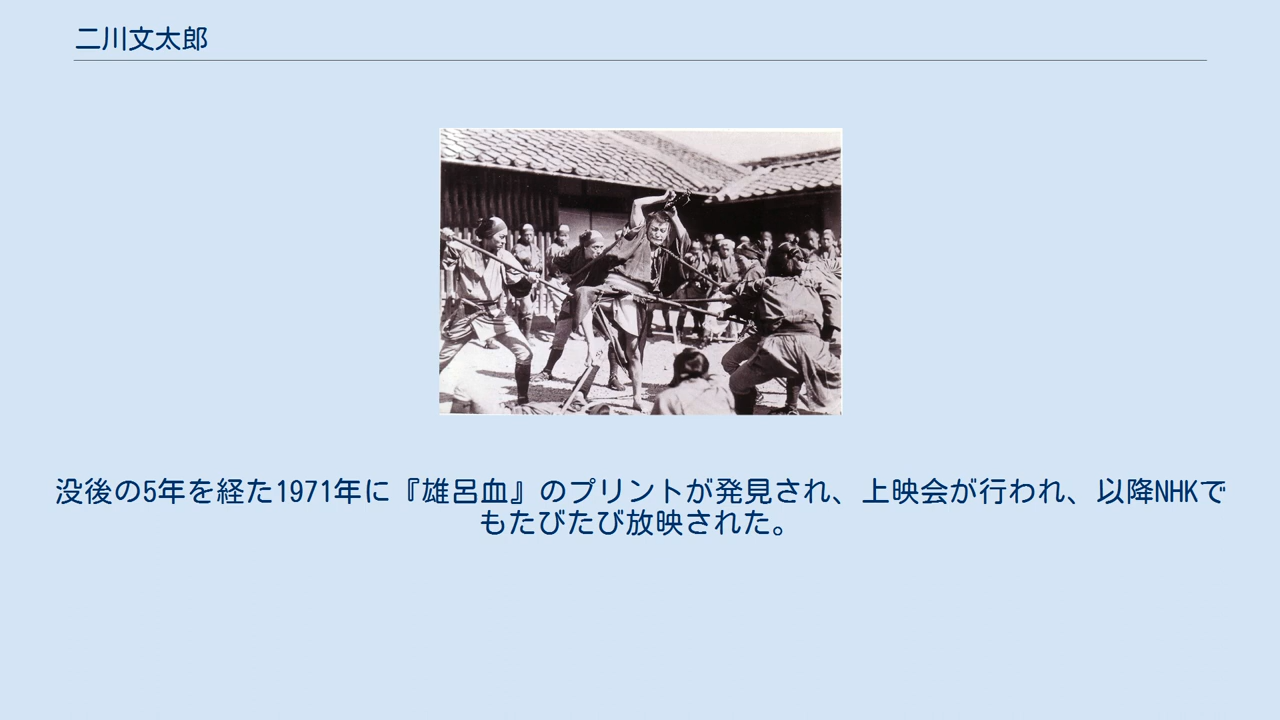 二川文太郎
没後の5年を経た1971年に『雄呂血』のプリントが発見され、上映会が行われ、以降NHKで
もたびたび放映された。